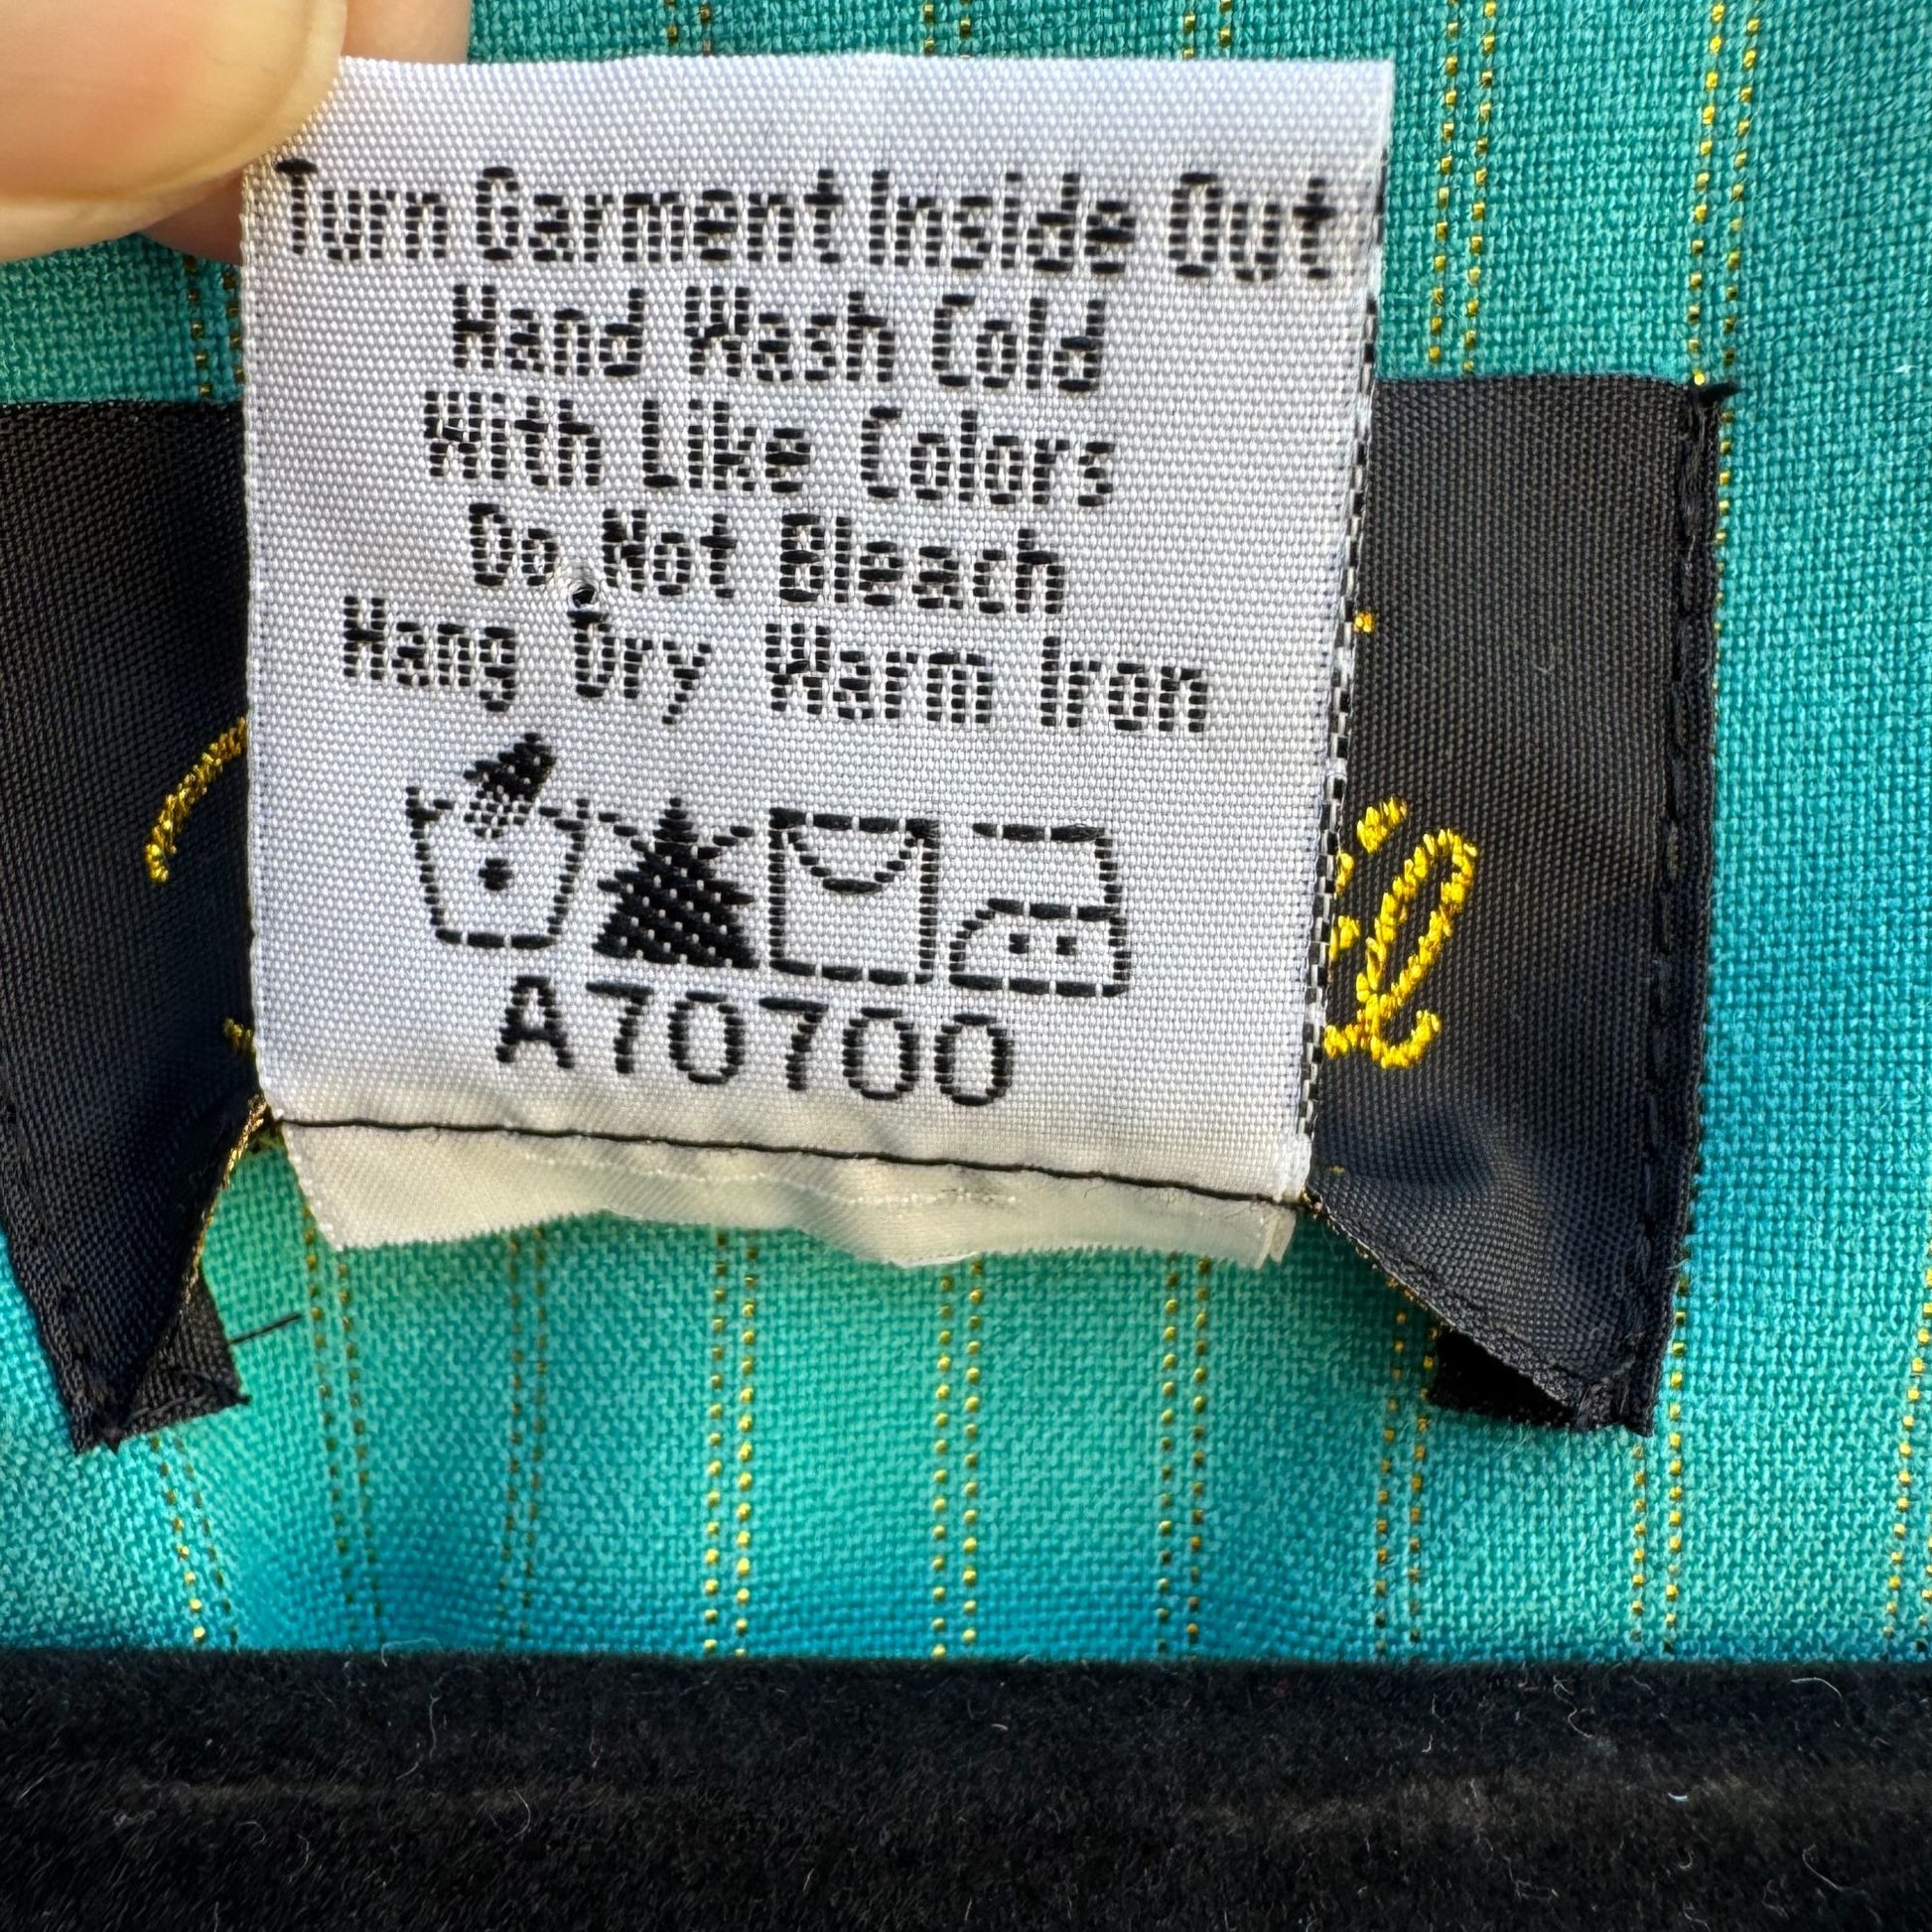 Turn Garment Inside Out
Hand Wash Cold
With Like Colors
Do Not Bleach
Hang Dry Warm Iron
A70700